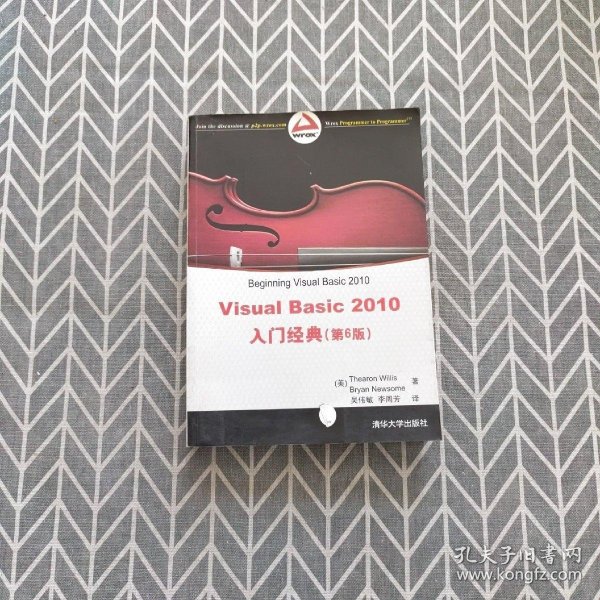 Join the discussion @ p2p.wrox.com
Wrox Programmer to Programmer™
wrox
Beginning Visual Basic 2010
Visual Basic 2010
入门经典(第6版)
(美) Thearon Willis 著
Bryan Newsome
吴伟敏 李周芳 译
清华大学出版社
孔夫子旧书网
www.kongfz.com